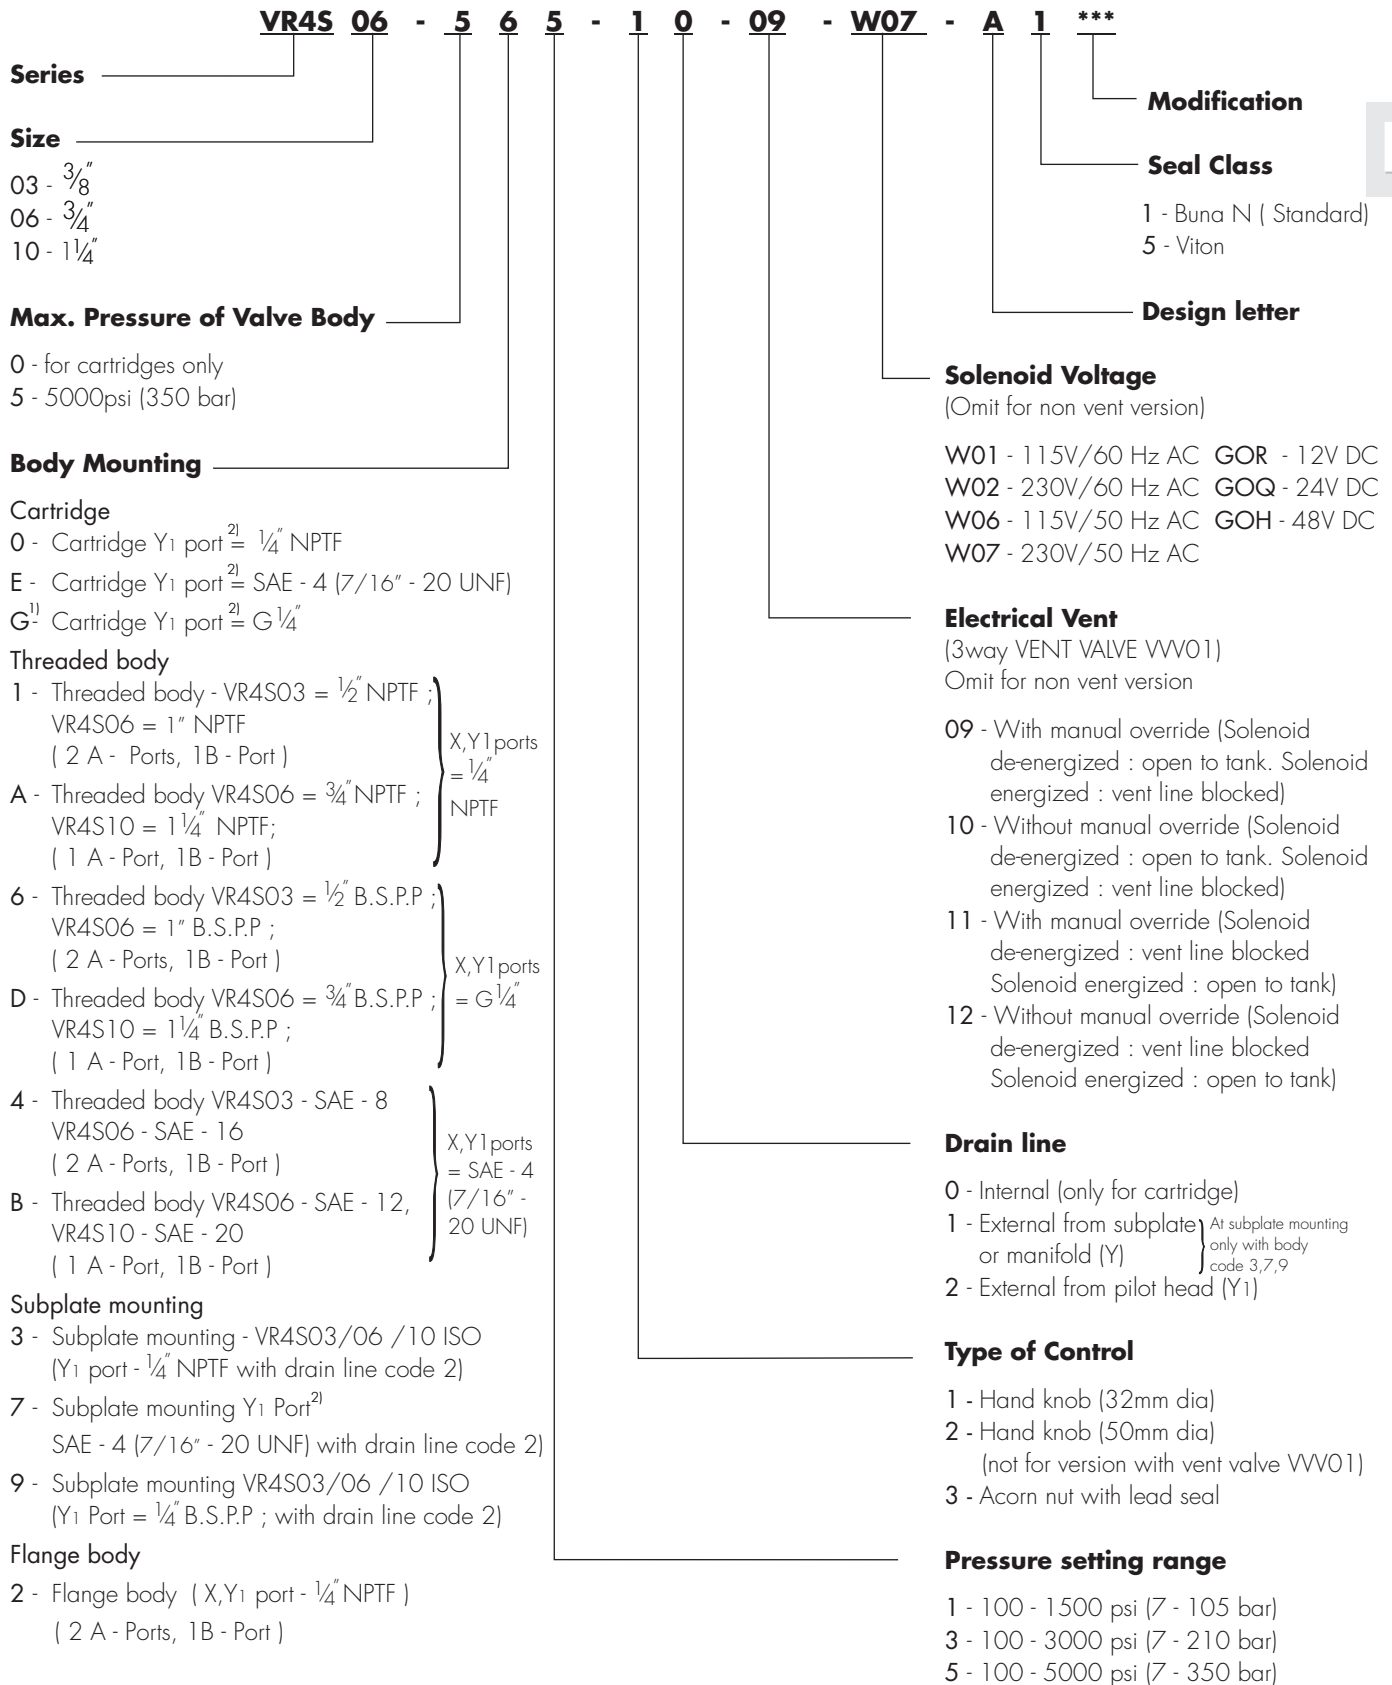 VR4S 06 - 5 6 5 - 1 0 - 09 - W07 - A 1 ***
Series
Size
03 - 3/8"
06 - 3/4"
10 - 1 1/4"
Max. Pressure of Valve Body
0 - for cartridges only
5 - 5000psi (350 bar)
Body Mounting
Cartridge
0 - Cartridge Y1 port 2) = 1/4" NPTF
E - Cartridge Y1 port 2) = SAE - 4 (7/16" - 20 UNF)
G 1) - Cartridge Y1 port 2) = G 1/4"
Threaded body
1 - Threaded body - VR4S03 = 1/2" NPTF ;
VR4S06 = 1" NPTF
( 2 A - Ports, 1B - Port )
A - Threaded body VR4S06 = 3/4" NPTF ;
VR4S10 = 1 1/4" NPTF;
( 1 A - Port, 1B - Port )
X,Y1ports
= 1/4"
NPTF
6 - Threaded body VR4S03 = 1/2" B.S.P.P ;
VR4S06 = 1" B.S.P.P ;
( 2 A - Ports, 1B - Port )
D - Threaded body VR4S06 = 3/4" B.S.P.P ;
VR4S10 = 1 1/4" B.S.P.P ;
( 1 A - Port, 1B - Port )
X,Y1ports
= G 1/4"
4 - Threaded body VR4S03 - SAE - 8
VR4S06 - SAE - 16
( 2 A - Ports, 1B - Port )
B - Threaded body VR4S06 - SAE - 12,
VR4S10 - SAE - 20
( 1 A - Port, 1B - Port )
X,Y1ports
= SAE - 4
(7/16" -
20 UNF)
Subplate mounting
3 - Subplate mounting - VR4S03/06 /10 ISO
(Y1 port - 1/4" NPTF with drain line code 2)
7 - Subplate mounting Y1 Port 2)
SAE - 4 (7/16" - 20 UNF) with drain line code 2)
9 - Subplate mounting VR4S03/06 /10 ISO
(Y1 Port = 1/4" B.S.P.P ; with drain line code 2)
Flange body
2 - Flange body ( X,Y1 port - 1/4" NPTF )
( 2 A - Ports, 1B - Port )
Modification
Seal Class
1 - Buna N ( Standard)
5 - Viton
Design letter
Solenoid Voltage
(Omit for non vent version)
W01 - 115V/60 Hz AC GOR - 12V DC
W02 - 230V/60 Hz AC GOQ - 24V DC
W06 - 115V/50 Hz AC GOH - 48V DC
W07 - 230V/50 Hz AC
Electrical Vent
(3way VENT VALVE VVV01)
Omit for non vent version
09 - With manual override (Solenoid
de-energized : open to tank. Solenoid
energized : vent line blocked)
10 - Without manual override (Solenoid
de-energized : open to tank. Solenoid
energized : vent line blocked)
11 - With manual override (Solenoid
de-energized : vent line blocked
Solenoid energized : open to tank)
12 - Without manual override (Solenoid
de-energized : vent line blocked
Solenoid energized : open to tank)
Drain line
0 - Internal (only for cartridge)
1 - External from subplate
or manifold (Y)
At subplate mounting
only with body
code 3,7,9
2 - External from pilot head (Y1)
Type of Control
1 - Hand knob (32mm dia)
2 - Hand knob (50mm dia)
(not for version with vent valve VVV01)
3 - Acorn nut with lead seal
Pressure setting range
1 - 100 - 1500 psi (7 - 105 bar)
3 - 100 - 3000 psi (7 - 210 bar)
5 - 100 - 5000 psi (7 - 350 bar)